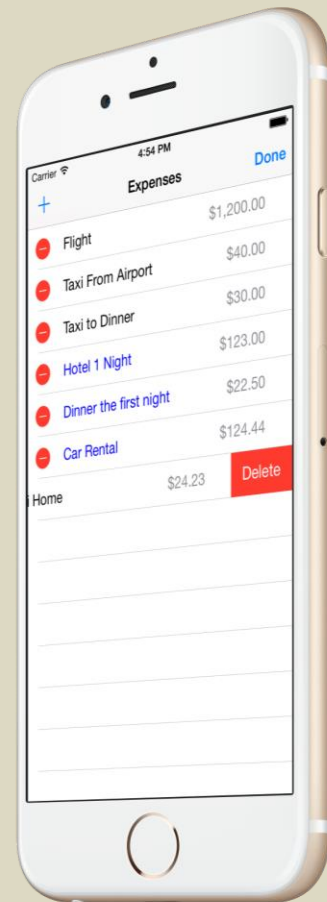 Carrier 4:54 PM
+ Expenses Done
Flight $1,200.00
Taxi From Airport $40.00
Taxi to Dinner $30.00
Hotel 1 Night $123.00
Dinner the first night $22.50
Car Rental $124.44
i Home $24.23 Delete